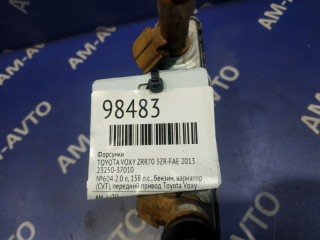 98483
Форсунки
TOYOTA VOXY ZRR70 3ZR-FAE 2013
23250-37010
№604 2.0 л, 158 л.с., бензин, вариатор
(CVT), передний привод Toyota Voxy
AM-AUTO
AM-AVTO
AM-AVTO